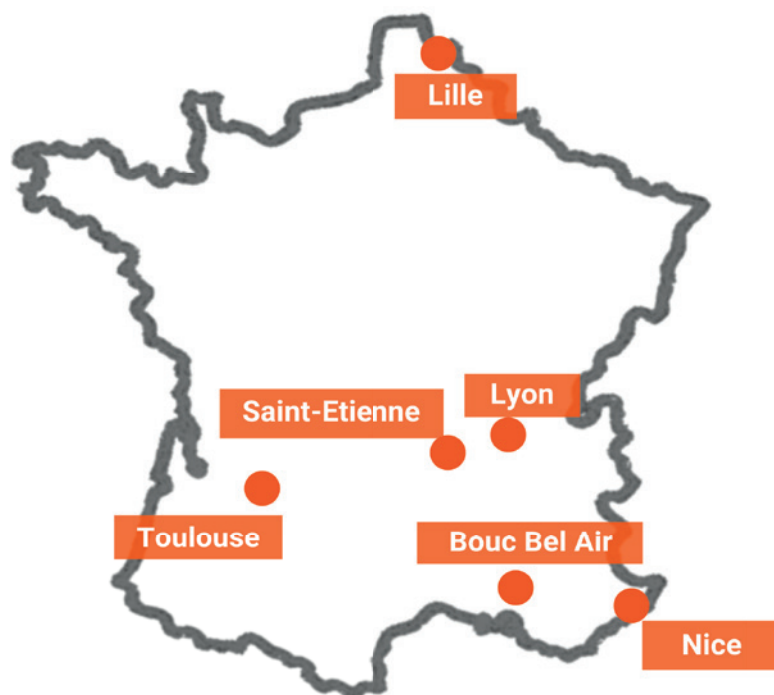 Lille
Lyon
Saint-Etienne
Toulouse
Bouc Bel Air
Nice